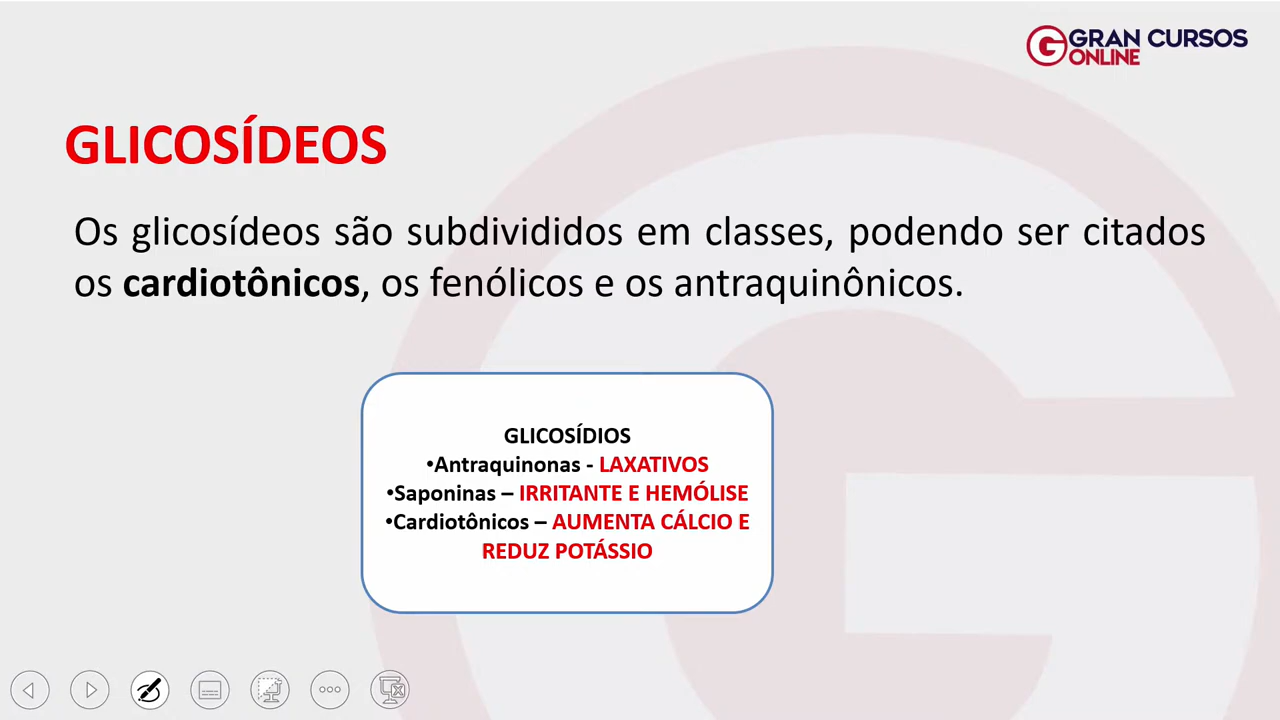 GRAN CURSOS
ONLINE
GLICOSÍDEOS
Os glicosídeos são subdivididos em classes, podendo ser citados
os cardiotônicos, os fenólicos e os antraquinônicos.
GLICOSÍDIOS
•Antraquinonas - LAXATIVOS
•Saponinas – IRRITANTE E HEMÓLISE
•Cardiotônicos – AUMENTA CÁLCIO E
REDUZ POTÁSSIO